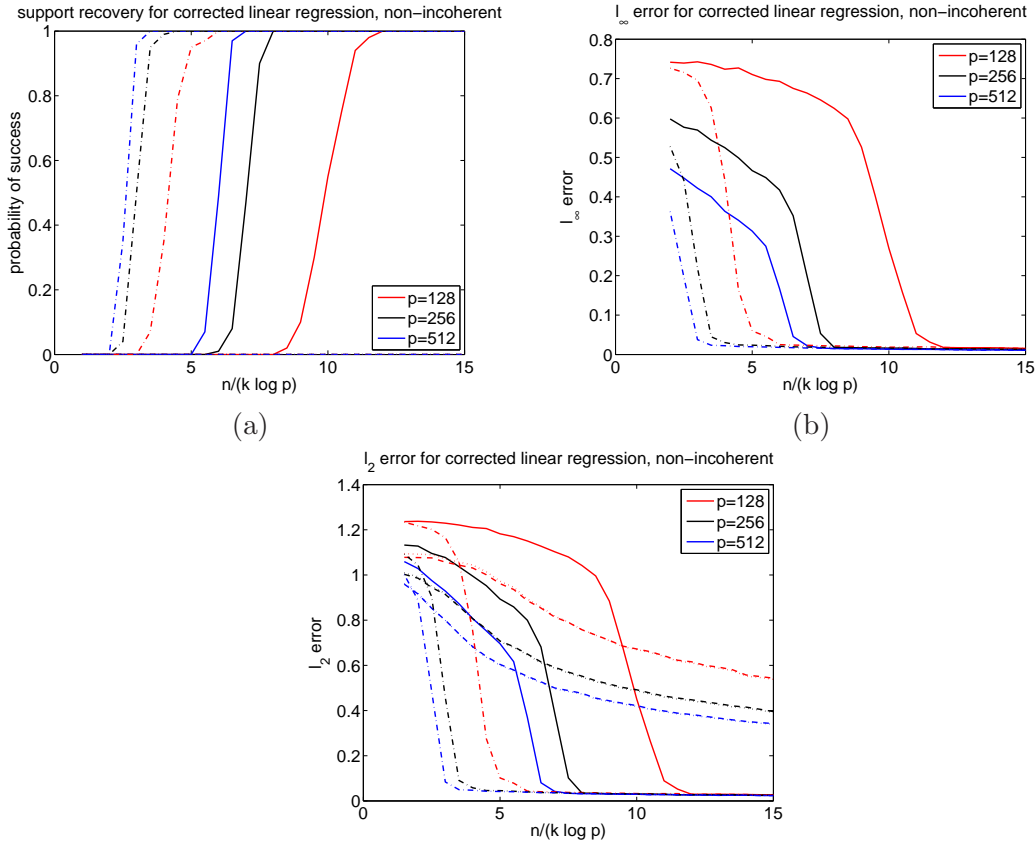 support recovery for corrected linear regression, non−incoherent
1
0.8
0.6
0.4
0.2
0
probability of success
0
5
10
15
n/(k log p)
p=128
p=256
p=512
(a)
l∞ error for corrected linear regression, non−incoherent
0.8
0.7
0.6
0.5
0.4
0.3
0.2
0.1
0
l∞ error
0
5
10
15
n/(k log p)
p=128
p=256
p=512
(b)
l2 error for corrected linear regression, non−incoherent
1.4
1.2
1
0.8
0.6
0.4
0.2
0
l2 error
0
5
10
15
n/(k log p)
p=128
p=256
p=512